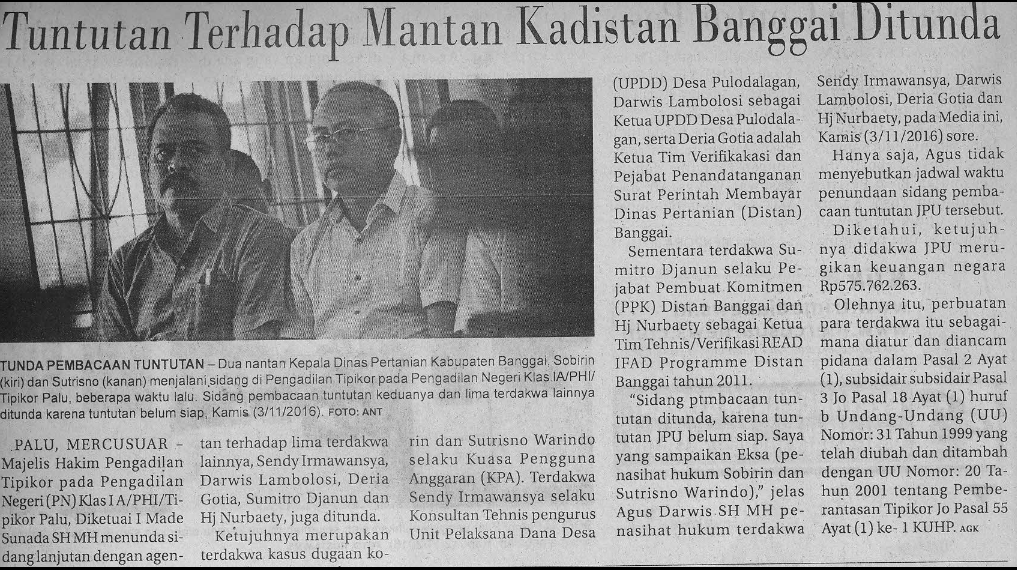 Tuntutan Terhadap Mantan Kadistan Banggai Ditunda
TUNDA PEMBACAAN TUNTUTAN – Dua nantan Kepala Dinas Pertanian Kabupaten Banggai, Sobirin
(kiri) dan Sutrisno (kanan) menjalani sidang di Pengadilan Tipikor pada Pengadilan Negeri Klas IA/PHI/
Tipikor Palu, beberapa waktu lalu. Sidang pembacaan tuntutan keduanya dan lima terdakwa lainnya
ditunda karena tuntutan belum siap, Kamis (3/11/2016). FOTO: ANT
PALU, MERCUSUAR –
Majelis Hakim Pengadilan
Tipikor pada Pengadilan
Negeri (PN) Klas I A/PHI/Ti-
pikor Palu, Diketuai I Made
Sunada SH MH menunda si-
dang lanjutan dengan agen-
tan terhadap lima terdakwa
lainnya, Sendy Irmawansya,
Darwis Lambolosi, Deria
Gotia, Sumitro Djanun dan
Hj Nurbaety, juga ditunda.
Ketujuhnya merupakan
terdakwa kasus dugaan ko-
rin dan Sutrisno Warindo
selaku Kuasa Pengguna
Anggaran (KPA). Terdakwa
Sendy Irmawansya selaku
Konsultan Tehnis pengurus
Unit Pelaksana Dana Desa
(UPDD) Desa Pulodalagan,
Darwis Lambolosi sebagai
Ketua UPDD Desa Pulodala-
gan, serta Deria Gotia adalah
Ketua Tim Verifikakasi dan
Pejabat Penandatanganan
Surat Perintah Membayar
Dinas Pertanian (Distan)
Banggai.
Sementara terdakwa Su-
mitro Djanun selaku Pe-
jabat Pembuat Komitmen
(PPK) Distan Banggai dan
Hj Nurbaety sebagai Ketua
Tim Tehnis/Verifikasi READ
IFAD Programme Distan
Banggai tahun 2011.
"Sidang ptmbacaan tun-
tutan ditunda, karena tun-
tutan JPU belum siap. Saya
yang sampaikan Eksa (pe-
nasihat hukum Sobirin dan
Sutrisno Warindo)," jelas
Agus Darwis SH MH pe-
nasihat hukum terdakwa
Sendy Irmawansya, Darwis
Lambolosi, Deria Gotia dan
Hj Nurbaety, pada Media ini,
Kamis (3/11/2016) sore.
Hanya saja, Agus tidak
menyebutkan jadwal waktu
penundaan sidang pemba-
caan tuntutan JPU tersebut.
Diketahui, ketujuh-
nya didakwa JPU meru-
gikan keuangan negara
Rp575.762.263.
Olehnya itu, perbuatan
para terdakwa itu sebagai-
mana diatur dan diancam
pidana dalam Pasal 2 Ayat
(1), subsidair subsidair Pasal
3 Jo Pasal 18 Ayat (1) huruf
b Undang-Undang (UU)
Nomor: 31 Tahun 1999 yang
telah diubah dan ditambah
dengan UU Nomor: 20 Ta-
hun 2001 tentang Pembe-
rantasan Tipikor Jo Pasal 55
Ayat (1) ke- 1 KUHP. AGK